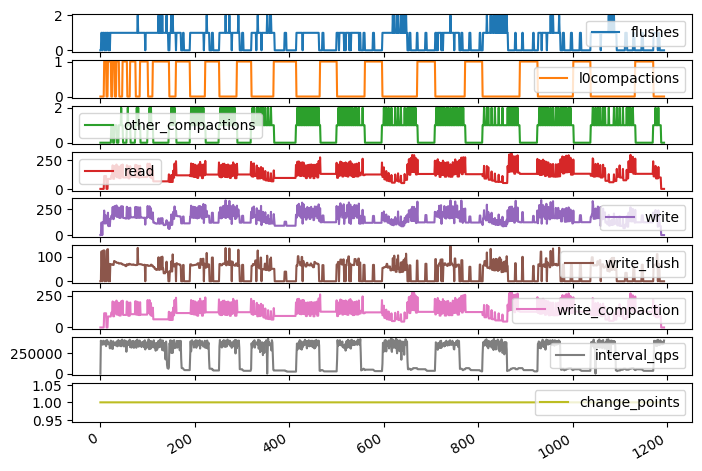 2
0
flushes
1
0
l0compactions
2
0
other_compactions
250
0
read
250
0
write
100
0
write_flush
250
0
write_compaction
250000
0
interval_qps
1.05
1.00
0.95
change_points
0
200
400
600
800
1000
1200